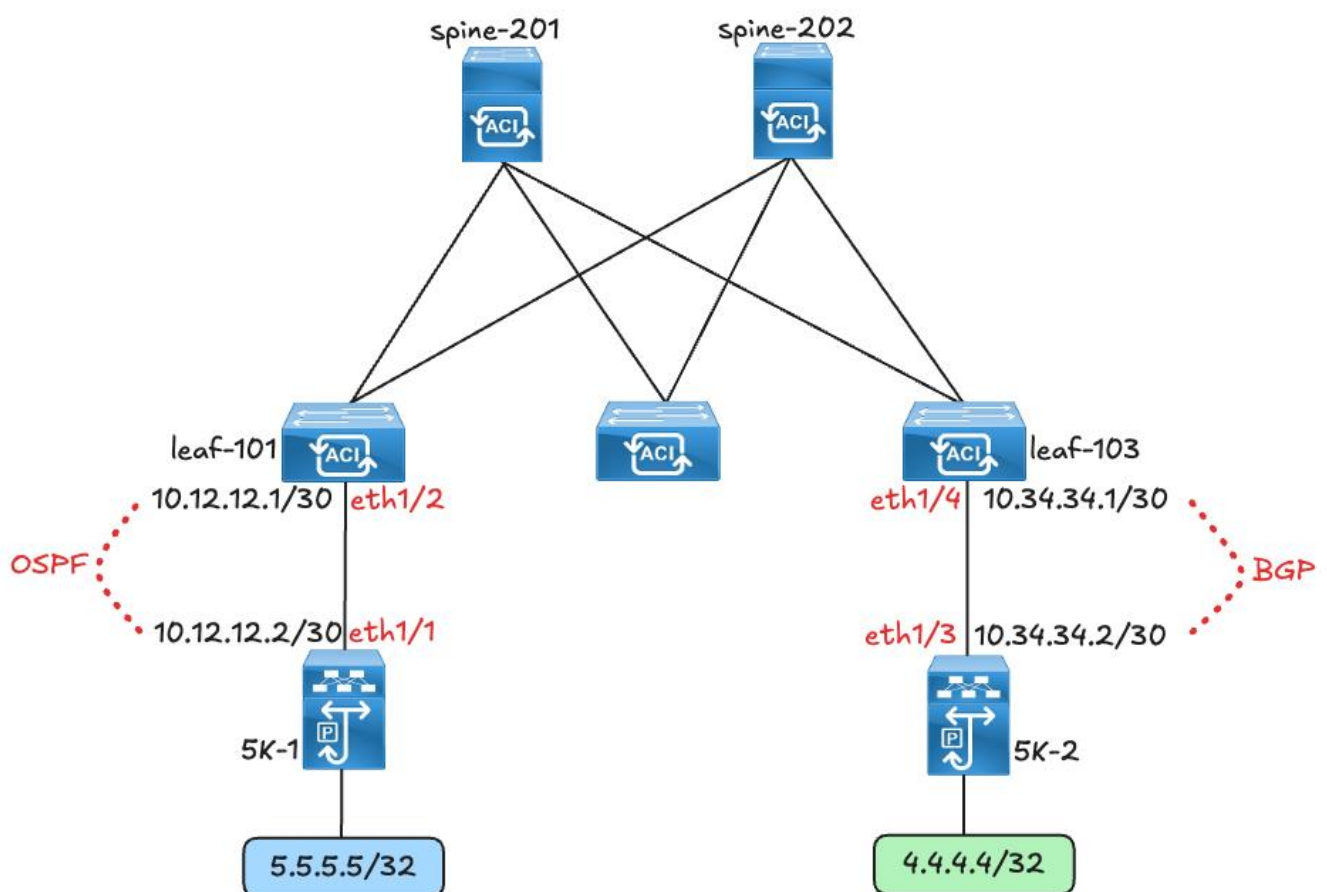 spine-201
spine-202
ACI
ACI
leaf-101
ACI
ACI
ACI
leaf-103
10.12.12.1/30
eth1/2
eth1/4
10.34.34.1/30
OSPF
BGP
10.12.12.2/30
eth1/1
eth1/3
10.34.34.2/30
P
P
5K-1
5K-2
5.5.5.5/32
4.4.4.4/32